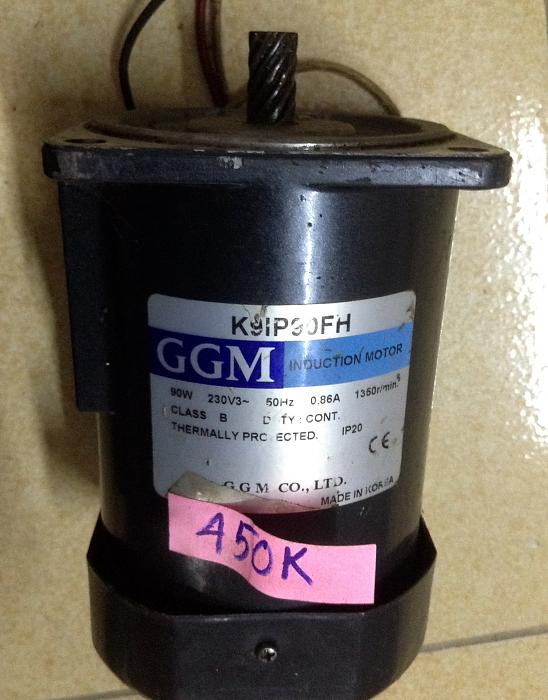 K9IP90FH
GGM INDUCTION MOTOR
90W 230V3~ 50Hz 0.86A 1350r/min.
CLASS B DUTY : CONT.
THERMALLY PROTECTED. IP20
CE
G.G.M CO., LTD.
MADE IN KOREA
450K